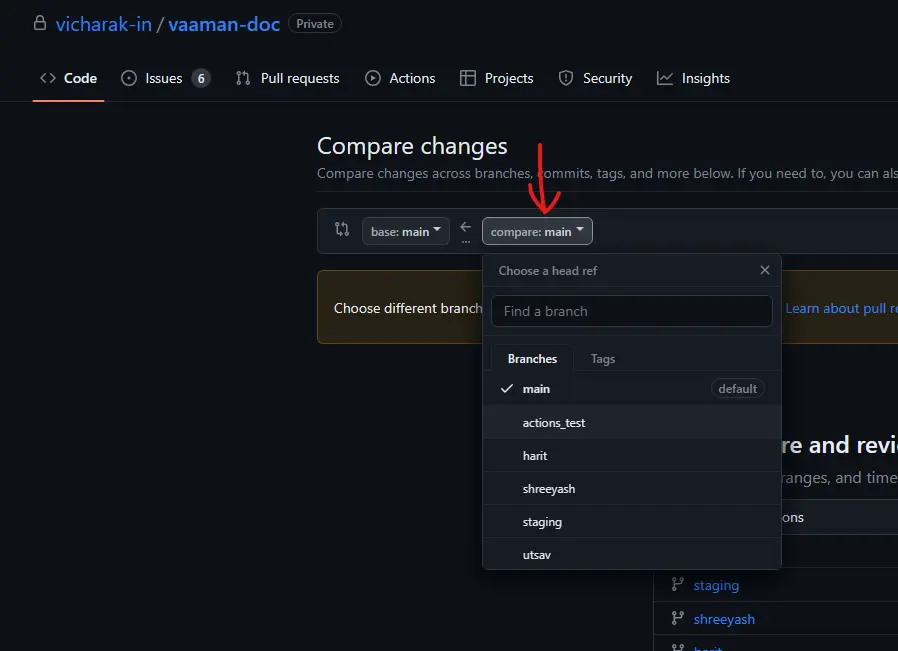 vicharak-in / vaaman-doc Private
Code Issues 6 Pull requests Actions Projects Security Insights
Compare changes
Compare changes across branches, commits, tags, and more below. If you need to, you can als
base: main compare: main
Choose a head ref
Find a branch
Choose different branch
Learn about pull re
Branches Tags
main default
actions_test
harit
shreeyash
staging
utsav
re and revi
ranges, and time
ons
staging
shreeyash
harit